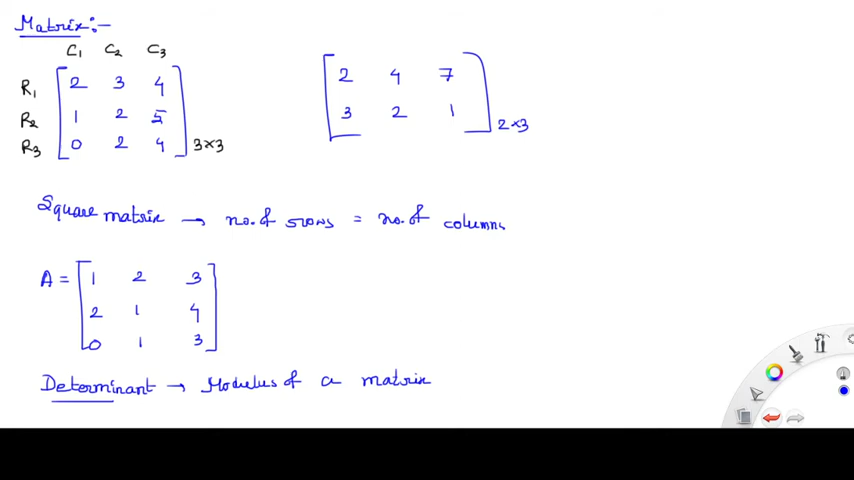 Matrix:-
C1 C2 C3
R1 2 3 4
R2 1 2 5
R3 0 2 4 3×3
2 4 7
3 2 1 2×3
Square matrix → no. of rows = no. of columns
A = 1 2 3
2 1 4
0 1 3
Determinant → Modulus of a matrix